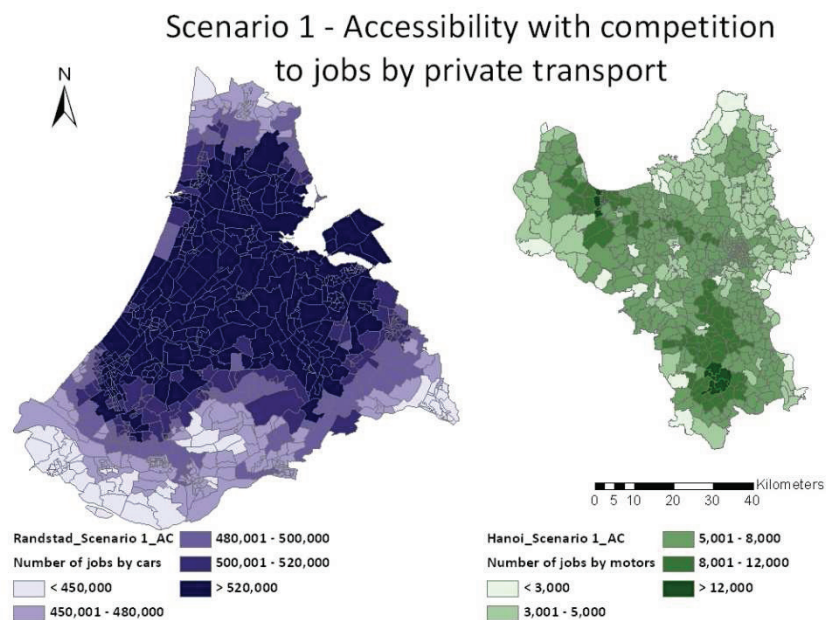 Scenario 1 - Accessibility with competition
to jobs by private transport
N
Kilometers
0 5 10 20 30 40
Randstad_Scenario 1_AC
Number of jobs by cars
< 450,000
450,001 - 480,000
480,001 - 500,000
500,001 - 520,000
> 520,000
Hanoi_Scenario 1_AC
Number of jobs by motors
< 3,000
3,001 - 5,000
5,001 - 8,000
8,001 - 12,000
> 12,000